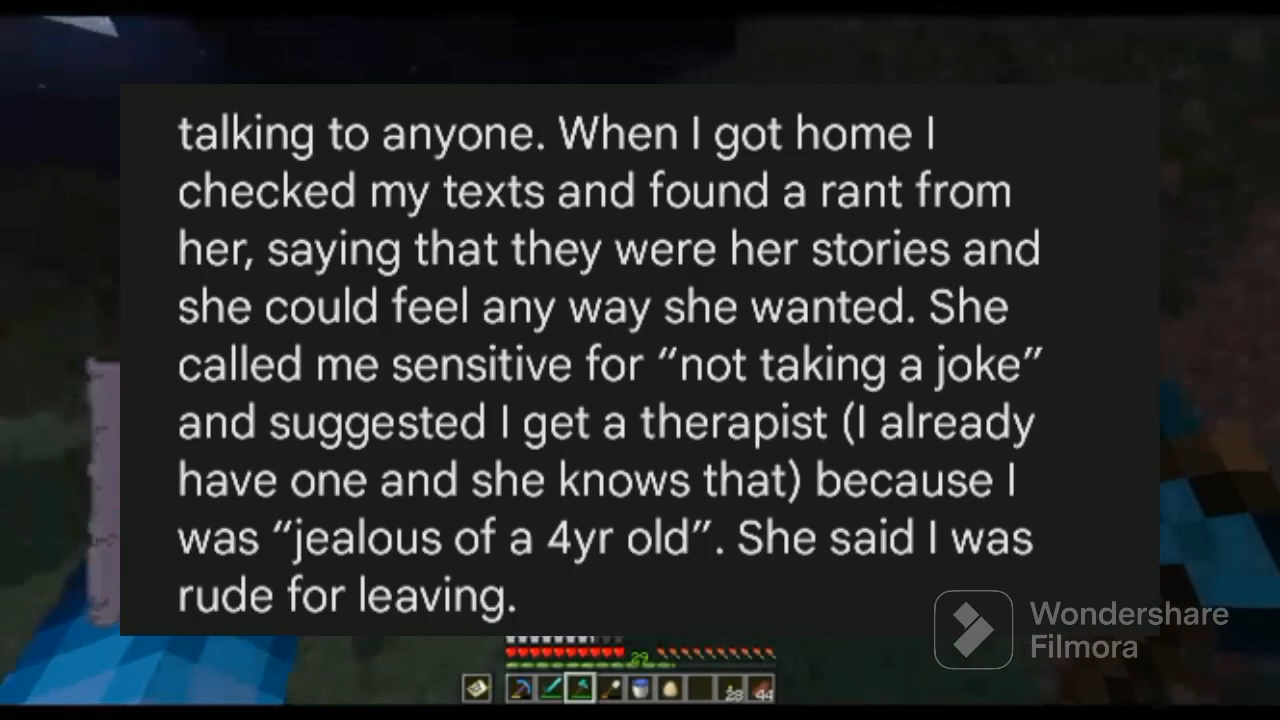 talking to anyone. When I got home I
checked my texts and found a rant from
her, saying that they were her stories and
she could feel any way she wanted. She
called me sensitive for “not taking a joke”
and suggested I get a therapist (I already
have one and she knows that) because I
was “jealous of a 4yr old”. She said I was
rude for leaving.
Wondershare
Filmora
29
28
44